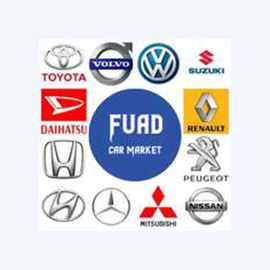 TOYOTA
VOLVO
SUZUKI
DAIHATSU
FUAD
CAR MARKET
RENAULT
PEUGEOT
MITSUBISHI
NISSAN